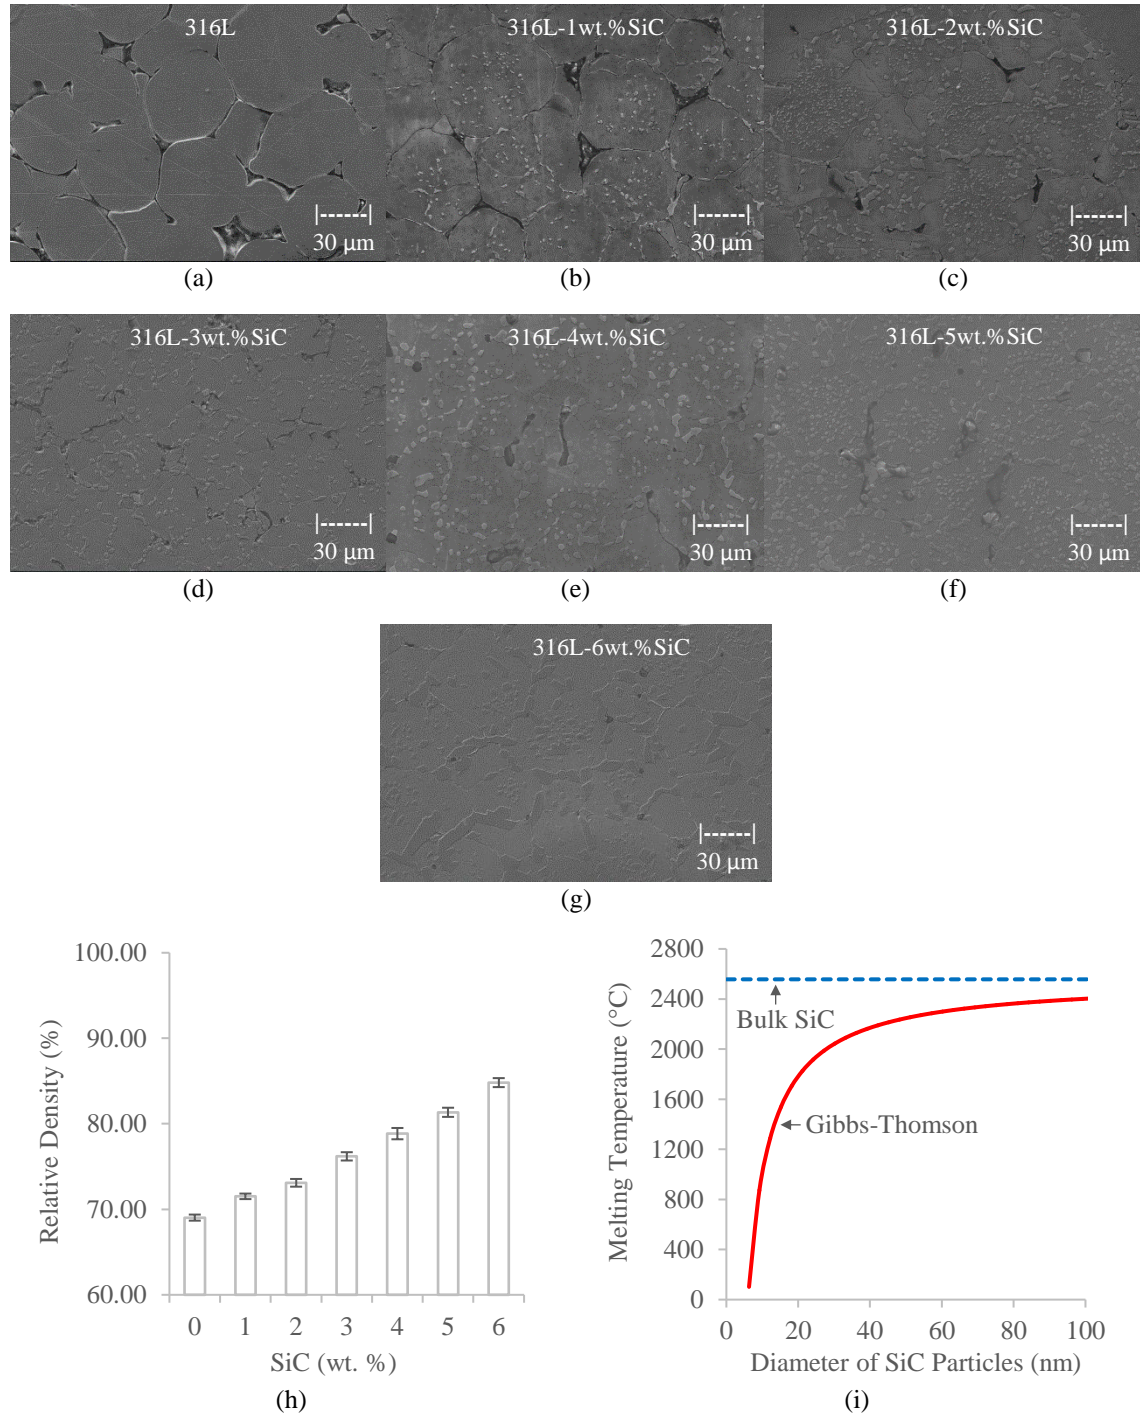 316L
30 µm
(a)
316L-1wt.%SiC
30 µm
(b)
316L-2wt.%SiC
30 µm
(c)
316L-3wt.%SiC
30 µm
(d)
316L-4wt.%SiC
30 µm
(e)
316L-5wt.%SiC
30 µm
(f)
316L-6wt.%SiC
30 µm
(g)
Relative Density (%)
100.00
90.00
80.00
70.00
60.00
0 1 2 3 4 5 6
SiC (wt. %)
(h)
Melting Temperature (°C)
2800
2400
2000
1600
1200
800
400
0
Bulk SiC
Gibbs-Thomson
0 20 40 60 80 100
Diameter of SiC Particles (nm)
(i)